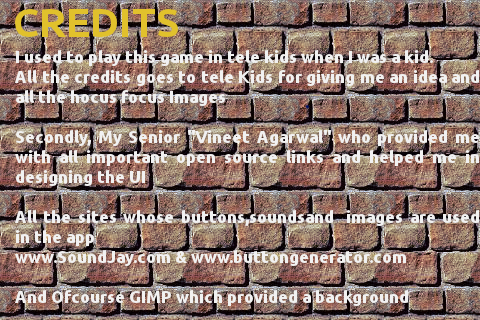 CREDITS
I used to play this game in tele kids when I was a kid.
All the credits goes to tele Kids for giving me an idea and
all the hocus focus Images
Secondly, My Senior "Vineet Agarwal" who provided me
with all important open source links and helped me in
designing the UI
All the sites whose buttons,soundsand images are used
in the app
www.SoundJay.com & www.buttongenerator.com
And Ofcourse GIMP which provided a background